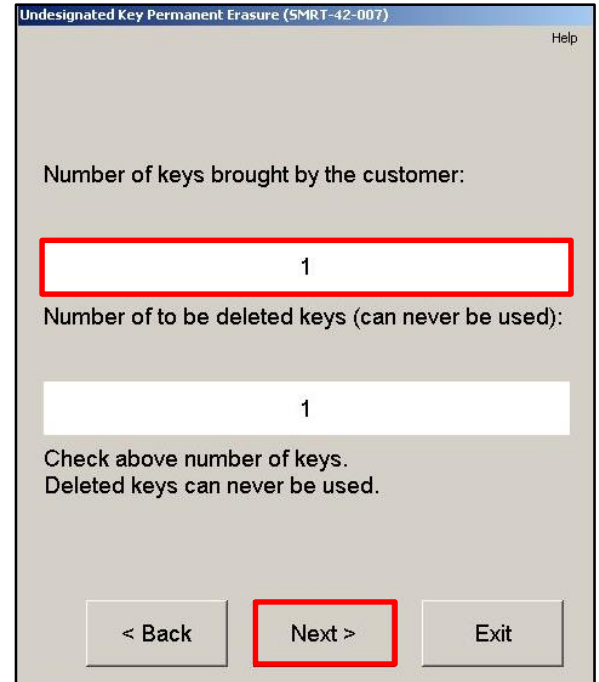 Undesignated Key Permanent Erasure (SMRT-42-007)
Help
Number of keys brought by the customer:
1
Number of to be deleted keys (can never be used):
1
Check above number of keys.
Deleted keys can never be used.
< Back Next > Exit